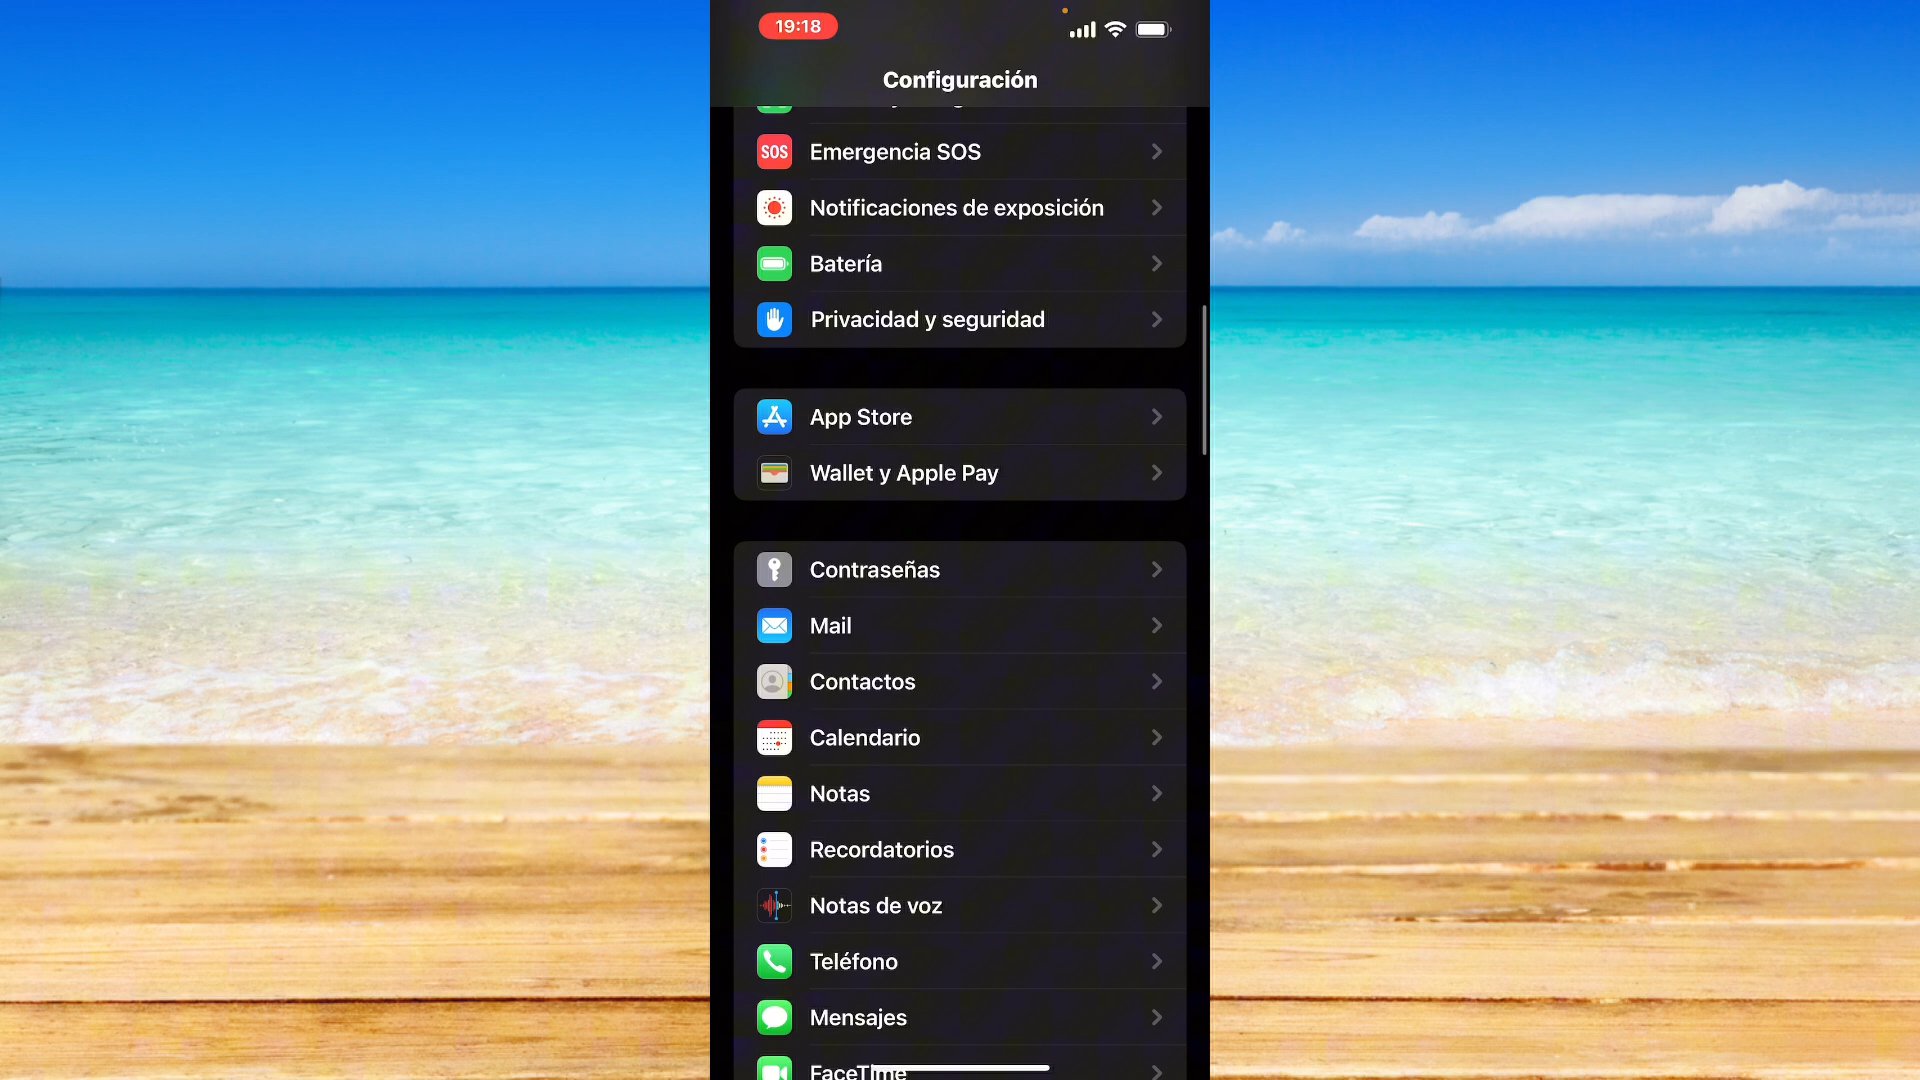 19:18
Configuración
SOS Emergencia SOS
Notificaciones de exposición
Batería
Privacidad y seguridad
App Store
Wallet y Apple Pay
Contraseñas
Mail
Contactos
Calendario
Notas
Recordatorios
Notas de voz
Teléfono
Mensajes
FaceTime